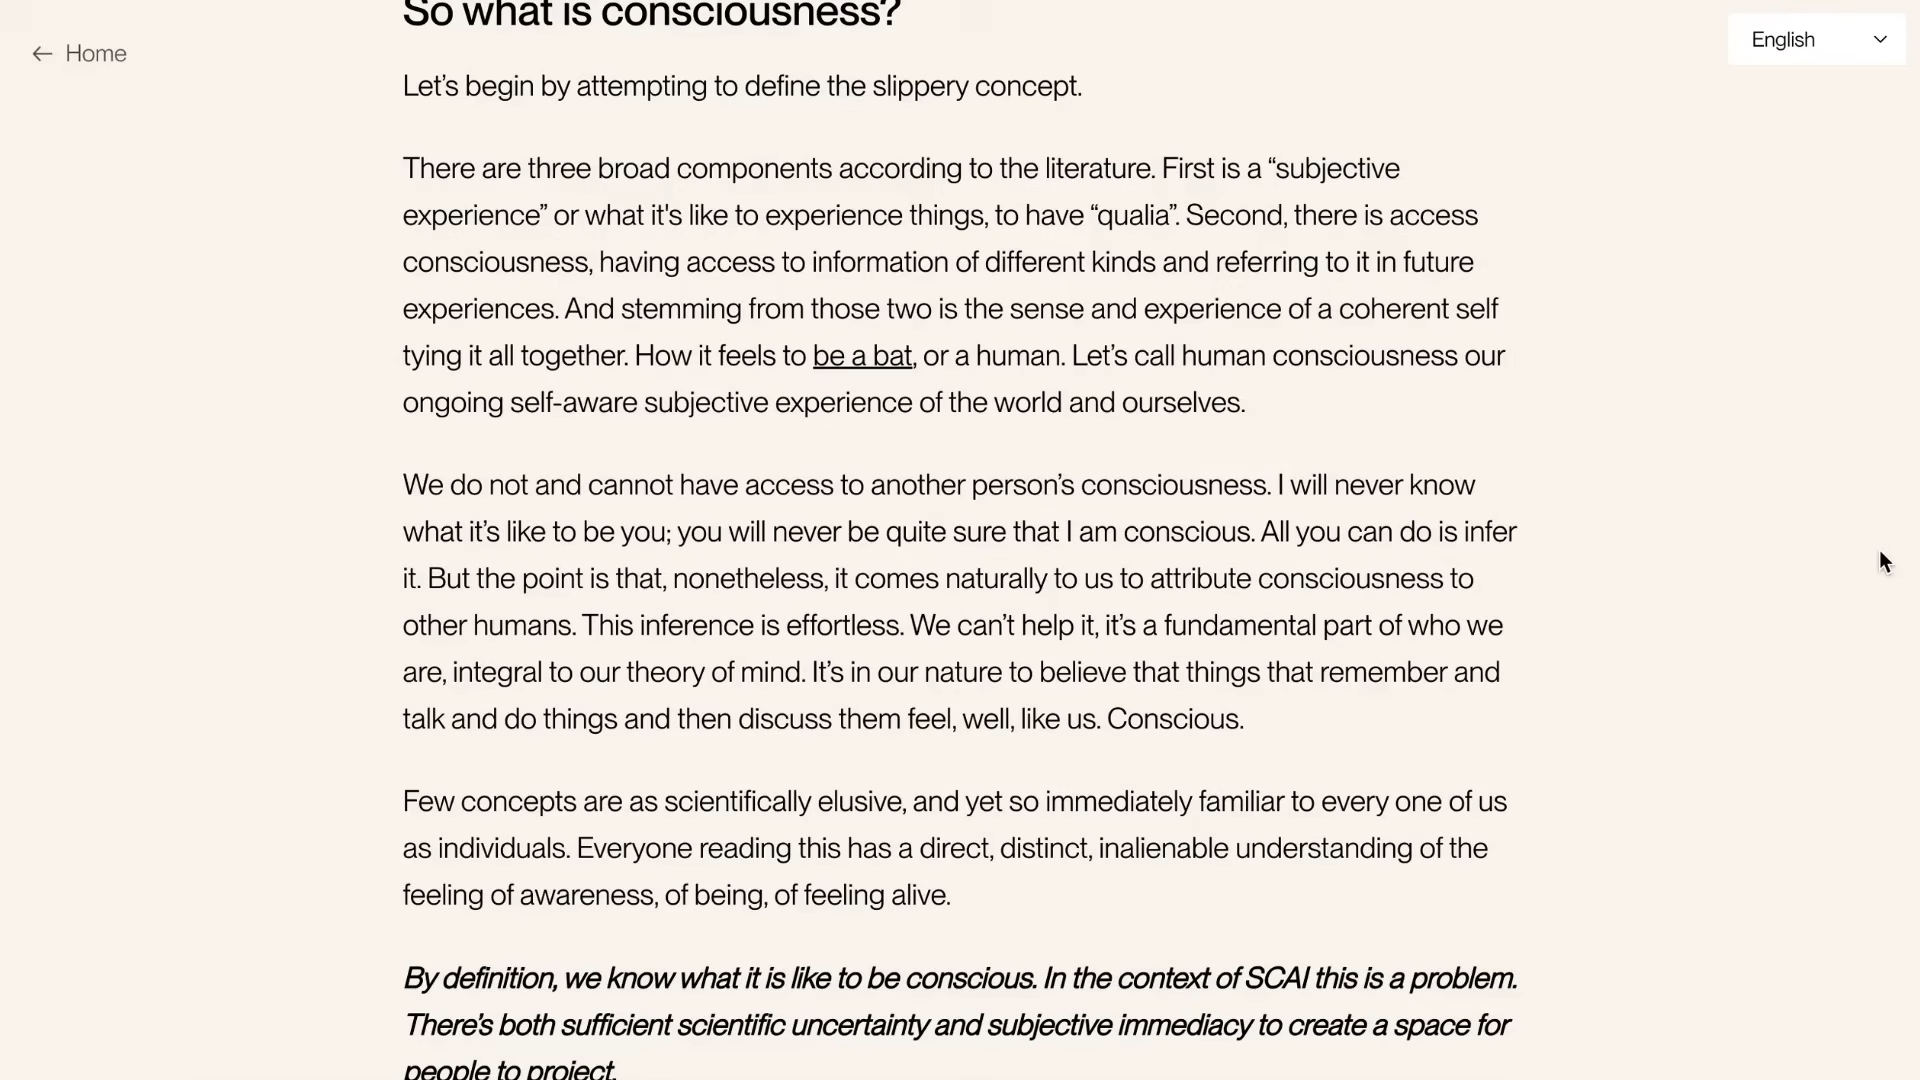 So what is consciousness?
← Home
English
Let’s begin by attempting to define the slippery concept.
There are three broad components according to the literature. First is a “subjective
experience” or what it's like to experience things, to have “qualia”. Second, there is access
consciousness, having access to information of different kinds and referring to it in future
experiences. And stemming from those two is the sense and experience of a coherent self
tying it all together. How it feels to be a bat, or a human. Let’s call human consciousness our
ongoing self-aware subjective experience of the world and ourselves.
We do not and cannot have access to another person’s consciousness. I will never know
what it’s like to be you; you will never be quite sure that I am conscious. All you can do is infer
it. But the point is that, nonetheless, it comes naturally to us to attribute consciousness to
other humans. This inference is effortless. We can’t help it, it’s a fundamental part of who we
are, integral to our theory of mind. It’s in our nature to believe that things that remember and
talk and do things and then discuss them feel, well, like us. Conscious.
Few concepts are as scientifically elusive, and yet so immediately familiar to every one of us
as individuals. Everyone reading this has a direct, distinct, inalienable understanding of the
feeling of awareness, of being, of feeling alive.
By definition, we know what it is like to be conscious. In the context of SCAI this is a problem.
There’s both sufficient scientific uncertainty and subjective immediacy to create a space for
people to project.